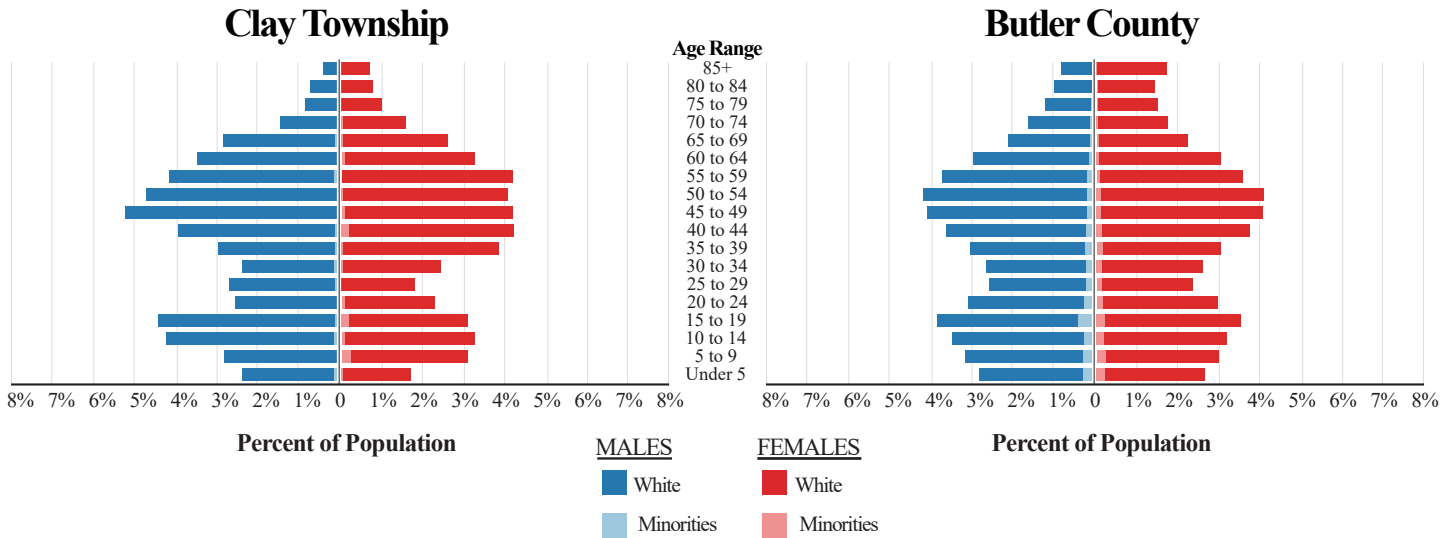 Clay Township
Butler County
Age Range
85+
80 to 84
75 to 79
70 to 74
65 to 69
60 to 64
55 to 59
50 to 54
45 to 49
40 to 44
35 to 39
30 to 34
25 to 29
20 to 24
15 to 19
10 to 14
5 to 9
Under 5
8% 7% 6% 5% 4% 3% 2% 1% 0 1% 2% 3% 4% 5% 6% 7% 8%
8% 7% 6% 5% 4% 3% 2% 1% 0 1% 2% 3% 4% 5% 6% 7% 8%
Percent of Population
Percent of Population
MALES
FEMALES
White
White
Minorities
Minorities